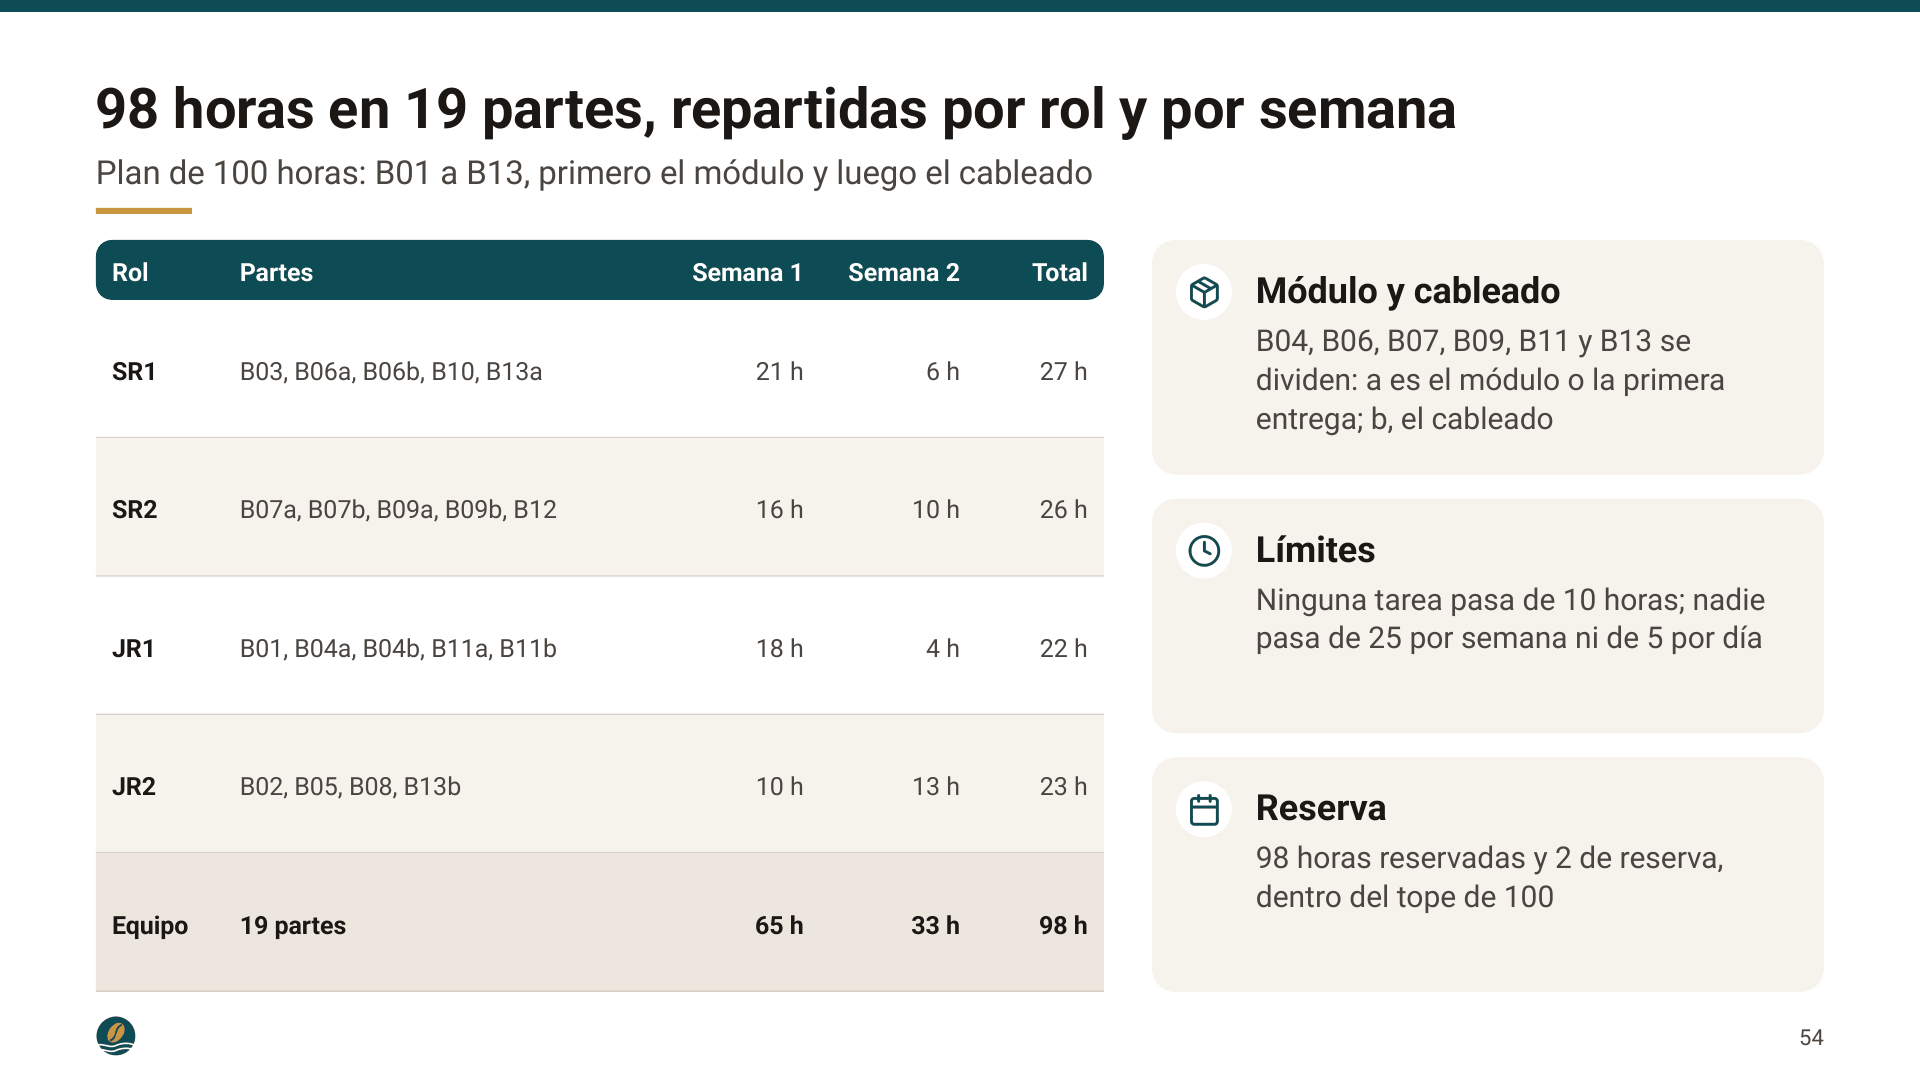 98 horas en 19 partes, repartidas por rol y por semana
Plan de 100 horas: B01 a B13, primero el módulo y luego el cableado
Rol Partes Semana 1 Semana 2 Total
SR1 B03, B06a, B06b, B10, B13a 21 h 6 h 27 h
SR2 B07a, B07b, B09a, B09b, B12 16 h 10 h 26 h
JR1 B01, B04a, B04b, B11a, B11b 18 h 4 h 22 h
JR2 B02, B05, B08, B13b 10 h 13 h 23 h
Equipo 19 partes 65 h 33 h 98 h
Módulo y cableado
B04, B06, B07, B09, B11 y B13 se
dividen: a es el módulo o la primera
entrega; b, el cableado
Límites
Ninguna tarea pasa de 10 horas; nadie
pasa de 25 por semana ni de 5 por día
Reserva
98 horas reservadas y 2 de reserva,
dentro del tope de 100
54